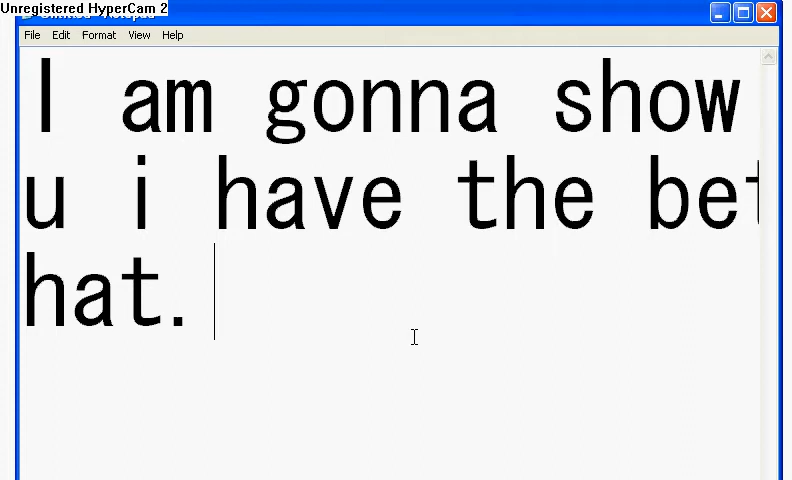 Unregistered HyperCam 2
File Edit Format View Help
I am gonna show
u i have the bet
hat.